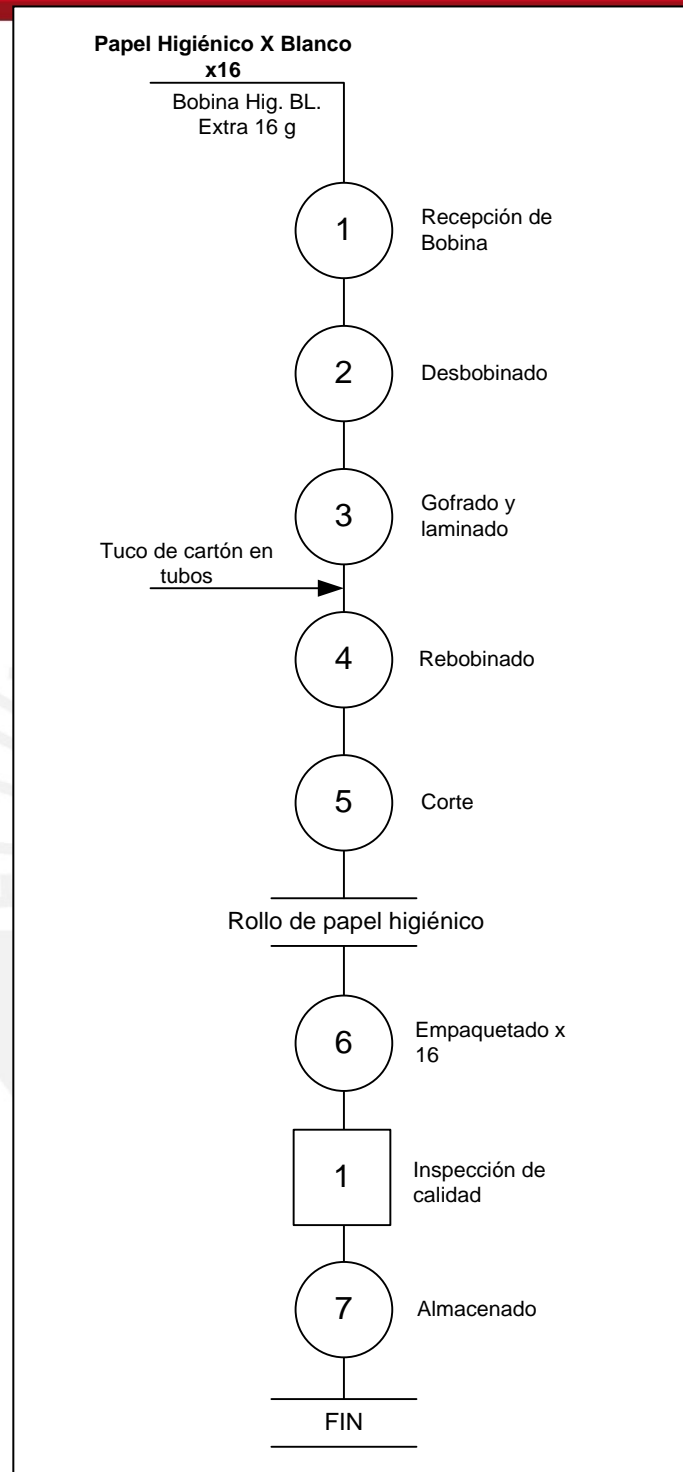 Papel Higiénico X Blanco
x16
Bobina Hig. BL.
Extra 16 g
1
Recepción de
Bobina
2
Desbobinado
3
Gofrado y
laminado
Tuco de cartón en
tubos
4
Rebobinado
5
Corte
Rollo de papel higiénico
6
Empaquetado x
16
1
Inspección de
calidad
7
Almacenado
FIN